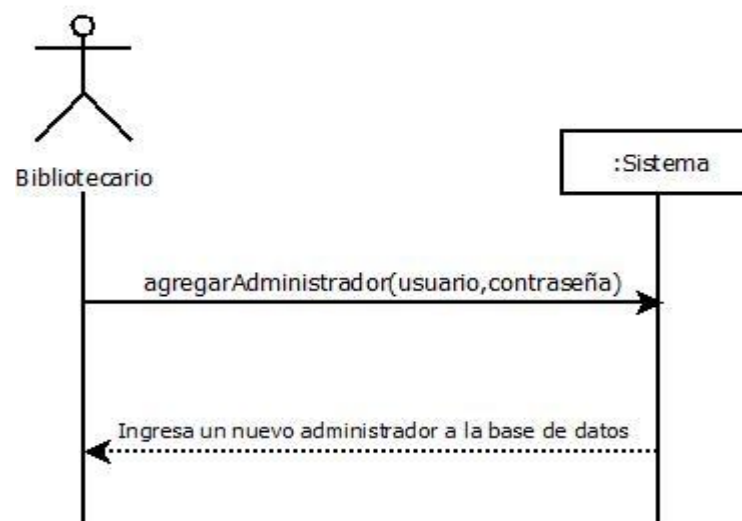 Bibliotecario
:Sistema
agregarAdministrador(usuario,contraseña)
Ingresa un nuevo administrador a la base de datos